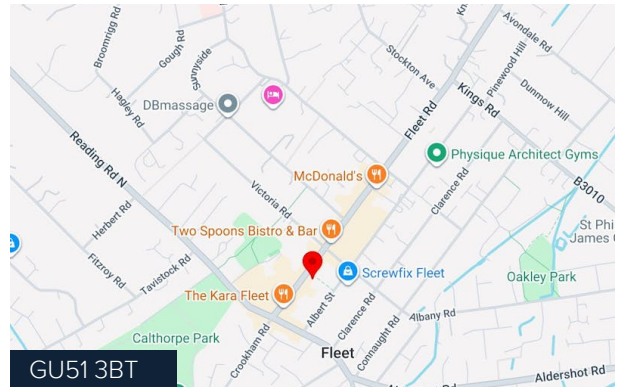 Broomrigg Rd
Gough Rd
Sunnyside
Avondale Rd
Stockton Ave
Pinewood Hill
Hagley Rd
DBmassage
Kings Rd
Dunmow Hill
Fleet Rd
Reading Rd N
Physique Architect Gyms
McDonald's
B3010
Victoria Rd
Clarence Rd
Herbert Rd
Two Spoons Bistro & Bar
St Phi
James
Fitzroy Rd
Tavistock Rd
Screwfix Fleet
Oakley Park
The Kara Fleet
Albert St
Clarence Rd
Albany Rd
Calthorpe Park
Crookham Rd
Fleet
Connaught Rd
GU51 3BT
Aldershot Rd